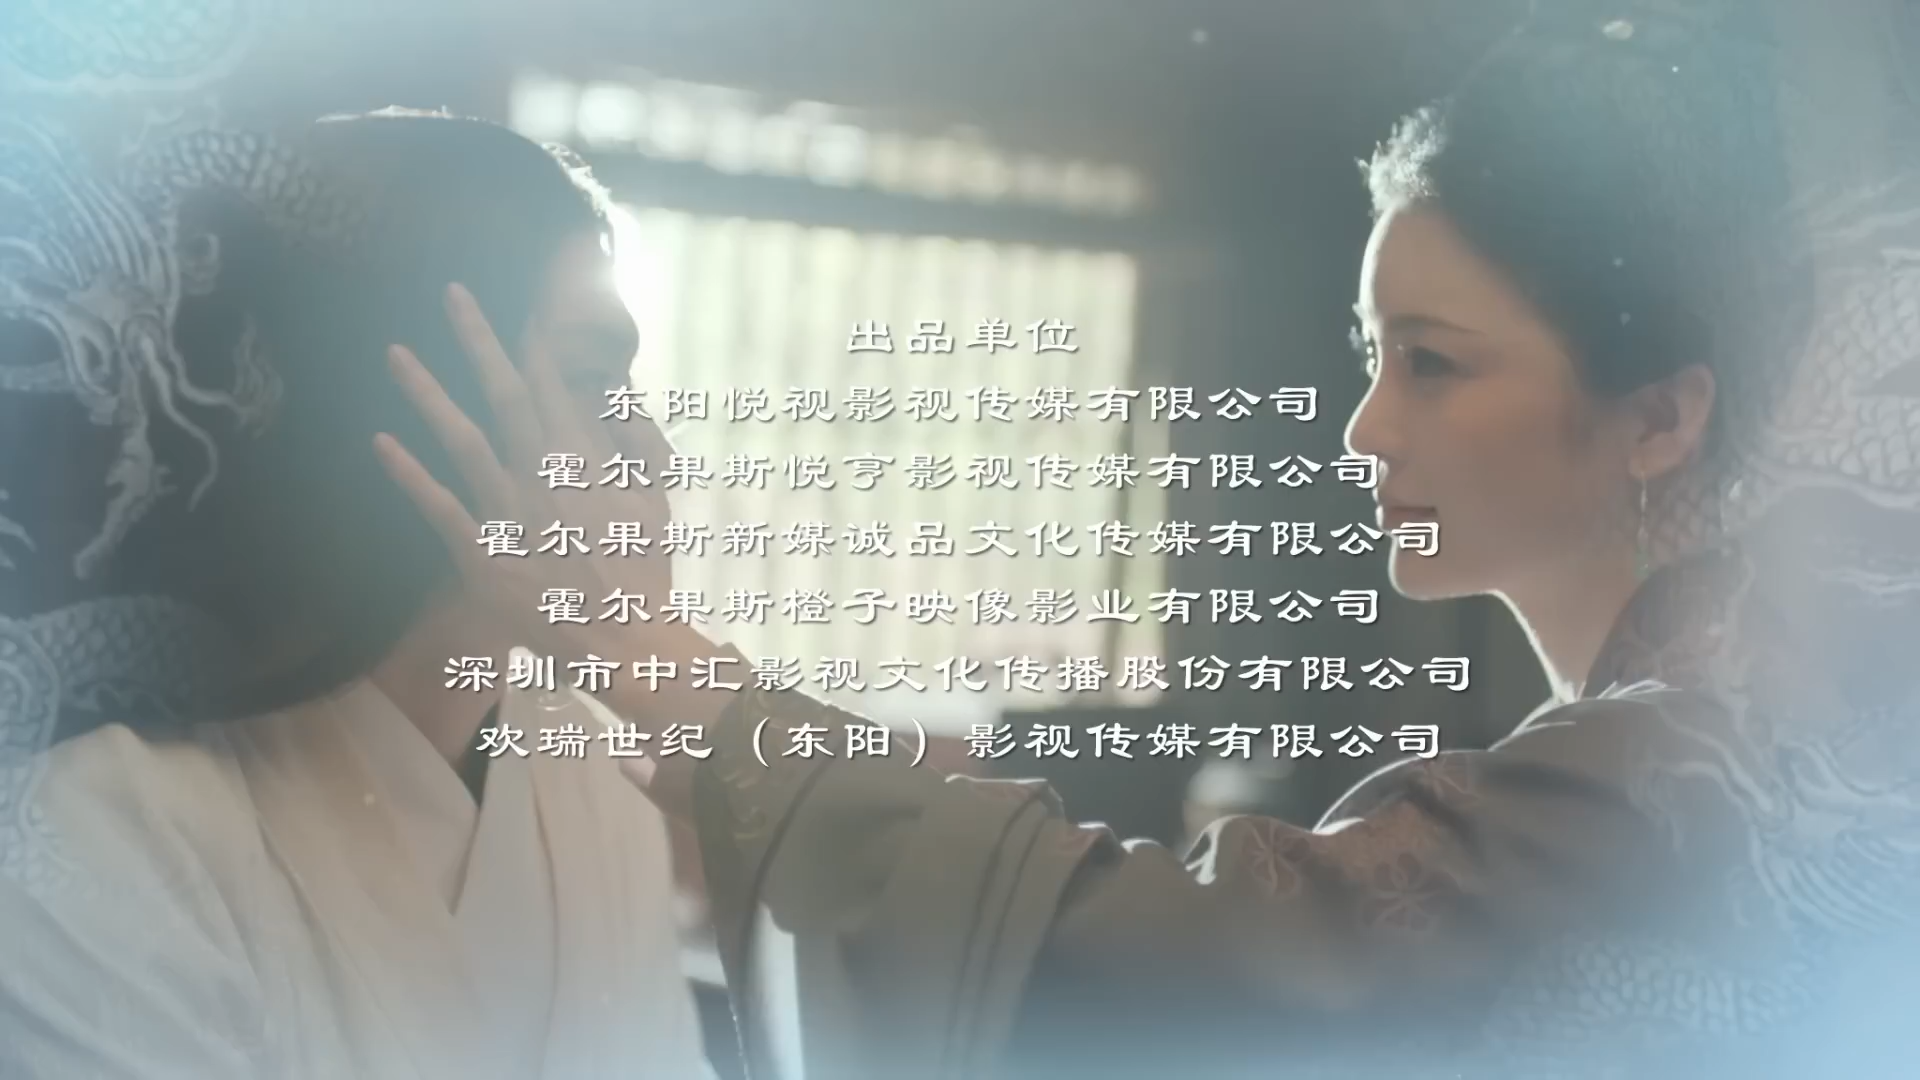 出品单位
东阳悦视影视传媒有限公司
霍尔果斯悦亨影视传媒有限公司
霍尔果斯新媒诚品文化传媒有限公司
霍尔果斯橙子映像影业有限公司
深圳市中汇影视文化传播股份有限公司
欢瑞世纪（东阳）影视传媒有限公司